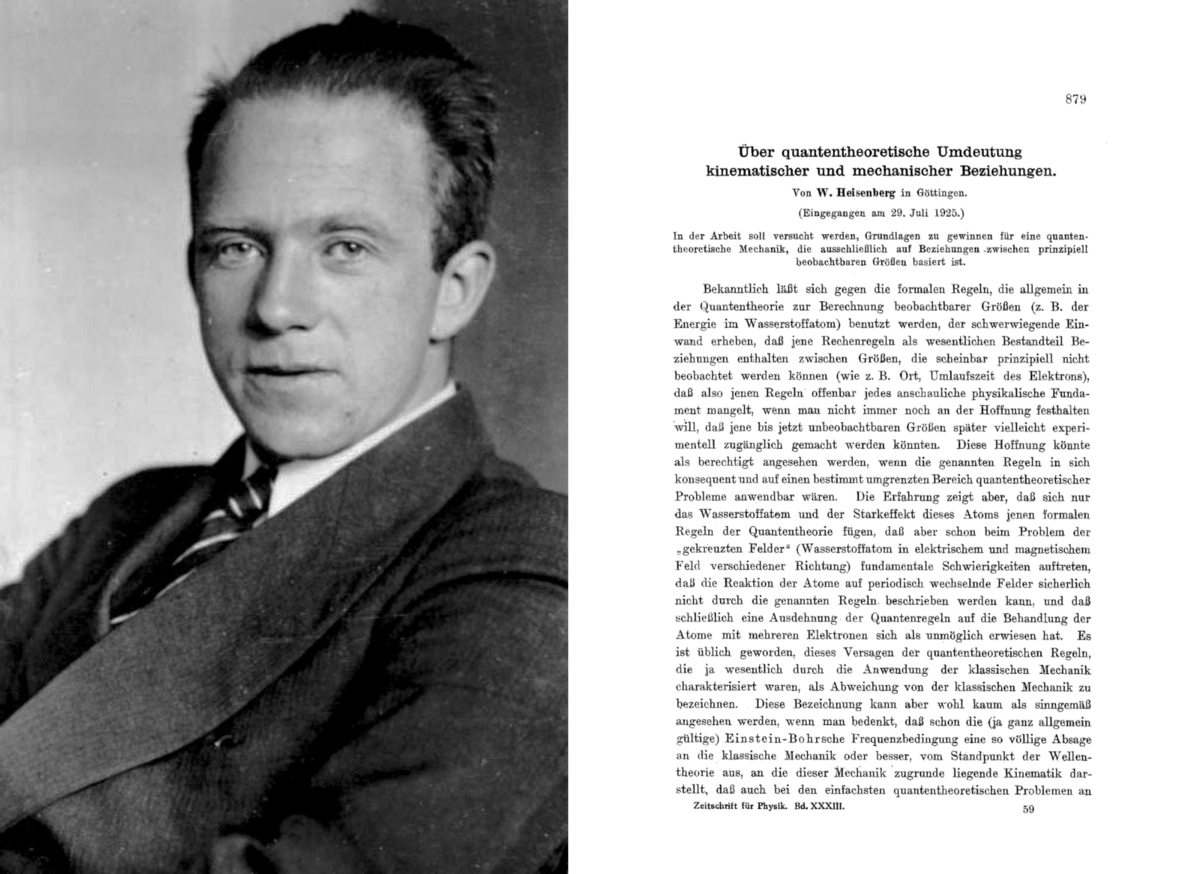 879
Über quantentheoretische Umdeutung
kinematischer und mechanischer Beziehungen.
Von W. Heisenberg in Göttingen.
(Eingegangen am 29. Juli 1925.)
In der Arbeit soll versucht werden, Grundlagen zu gewinnen für eine quanten-
theoretische Mechanik, die ausschließlich auf Beziehungen zwischen prinzipiell
beobachtbaren Größen basiert ist.
Bekanntlich läßt sich gegen die formalen Regeln, die allgemein in
der Quantentheorie zur Berechnung beobachtbarer Größen (z. B. der
Energie im Wasserstoffatom) benutzt werden, der schwerwiegende Ein-
wand erheben, daß jene Rechenregeln als wesentlichen Bestandteil Be-
ziehungen enthalten zwischen Größen, die scheinbar prinzipiell nicht
beobachtet werden können (wie z. B. Ort, Umlaufszeit des Elektrons),
daß also jenen Regeln offenbar jedes anschauliche physikalische Funda-
ment mangelt, wenn man nicht immer noch an der Hoffnung festhalten
will, daß jene bis jetzt unbeobachtbaren Größen später vielleicht experi-
mentell zugänglich gemacht werden könnten. Diese Hoffnung könnte
als berechtigt angesehen werden, wenn die genannten Regeln in sich
konsequent und auf einen bestimmt umgrenzten Bereich quantentheoretischer
Probleme anwendbar wären. Die Erfahrung zeigt aber, daß sich nur
das Wasserstoffatom und der Starkeffekt dieses Atoms jenen formalen
Regeln der Quantentheorie fügen, daß aber schon beim Problem der
„gekreuzten Felder“ (Wasserstoffatom in elektrischem und magnetischem
Feld verschiedener Richtung) fundamentale Schwierigkeiten auftreten,
daß die Reaktion der Atome auf periodisch wechselnde Felder sicherlich
nicht durch die genannten Regeln beschrieben werden kann, und daß
schließlich eine Ausdehnung der Quantenregeln auf die Behandlung der
Atome mit mehreren Elektronen sich als unmöglich erwiesen hat. Es
ist üblich geworden, dieses Versagen der quantentheoretischen Regeln,
die ja wesentlich durch die Anwendung der klassischen Mechanik
charakterisiert waren, als Abweichung von der klassischen Mechanik zu
bezeichnen. Diese Bezeichnung kann aber wohl kaum als sinngemäß
angesehen werden, wenn man bedenkt, daß schon die (ja ganz allgemein
gültige) Einstein-Bohrsche Frequenzbedingung eine so völlige Absage
an die klassische Mechanik oder besser, vom Standpunkt der Wellen-
theorie aus, an die dieser Mechanik zugrunde liegende Kinematik dar-
stellt, daß auch bei den einfachsten quantentheoretischen Problemen an
Zeitschrift für Physik. Bd. XXXIII. 59